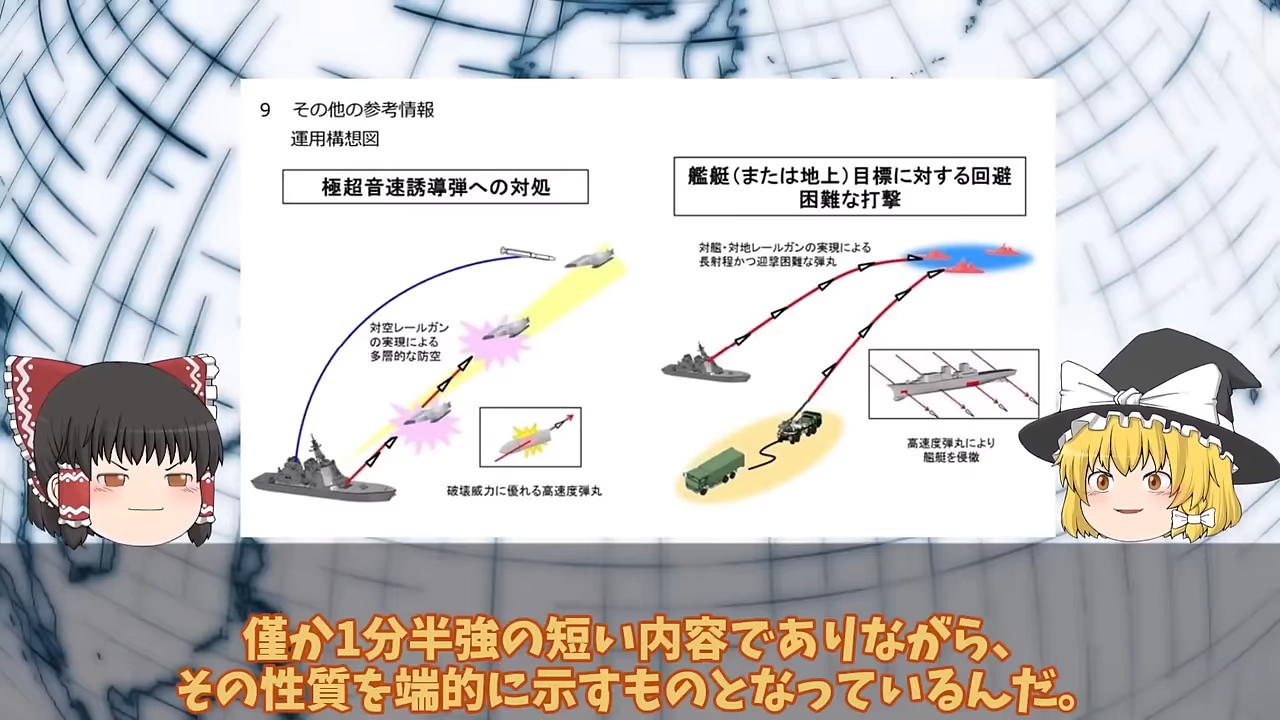 9 その他の参考情報
運用構想図
極超音速誘導弾への対処
対空レールガン
の実現による
多層的な防空
破壊威力に優れる高速度弾丸
艦艇(または地上)目標に対する回避
困難な打撃
対艦・対地レールガンの実現による
長射程かつ迎撃困難な弾丸
高速度弾丸により
艦艇を侵徹
僅か1分半強の短い内容でありながら、
その性質を端的に示すものとなっているんだ。